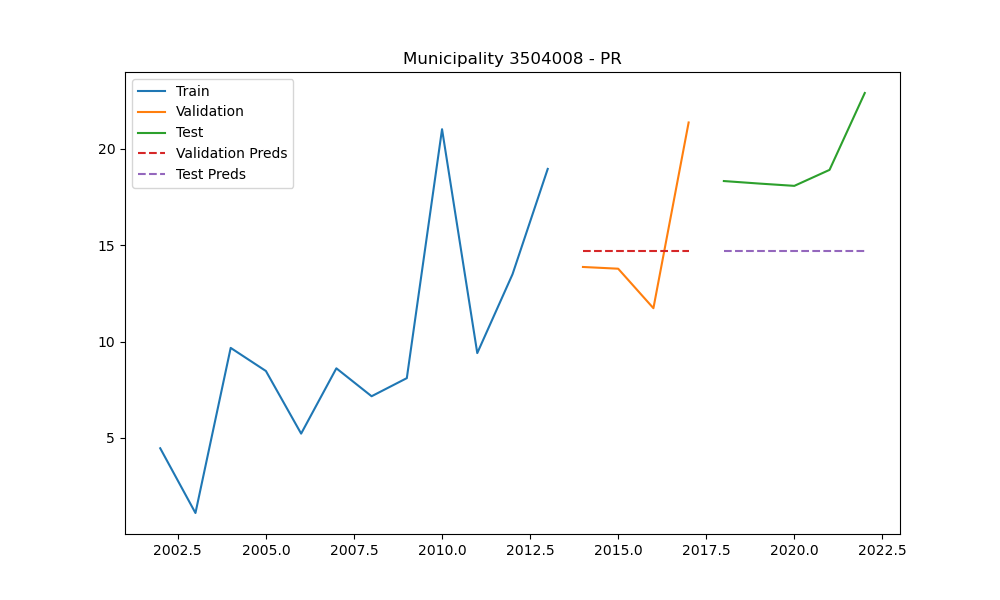 Municipality 3504008 - PR
Train
Validation
Test
Validation Preds
Test Preds
20
15
10
5
2002.5 2005.0 2007.5 2010.0 2012.5 2015.0 2017.5 2020.0 2022.5